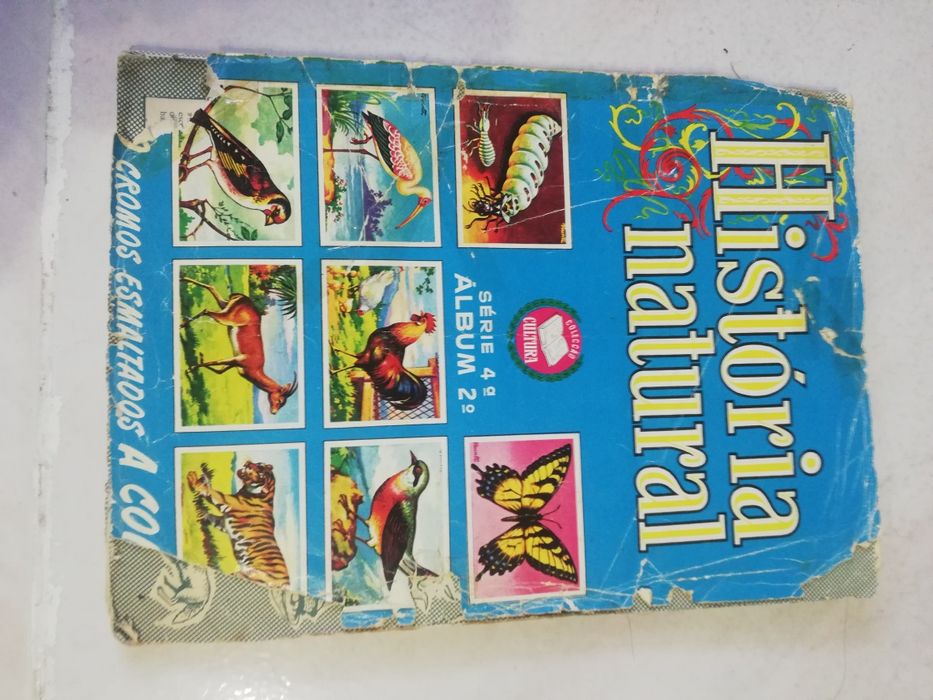 História
natural
COLECÇÃO
CULTURA
SÉRIE 4ª
ÁLBUM 2º
CROMOS ESMALTADOS A CO